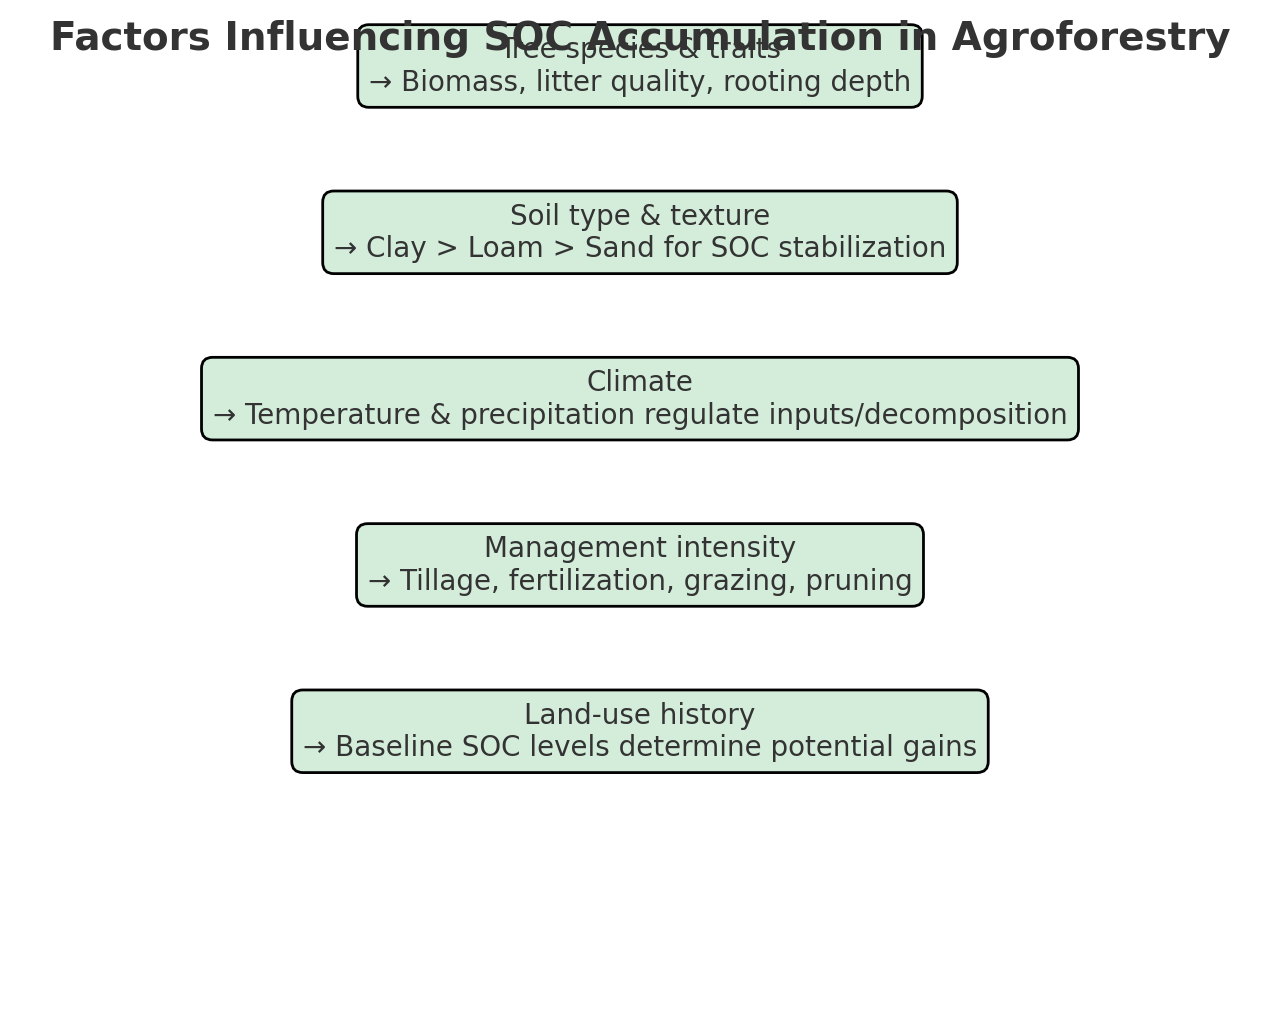 Factors Influencing SOC Accumulation in Agroforestry
Tree species & traits
→ Biomass, litter quality, rooting depth
Soil type & texture
→ Clay > Loam > Sand for SOC stabilization
Climate
→ Temperature & precipitation regulate inputs/decomposition
Management intensity
→ Tillage, fertilization, grazing, pruning
Land-use history
→ Baseline SOC levels determine potential gains